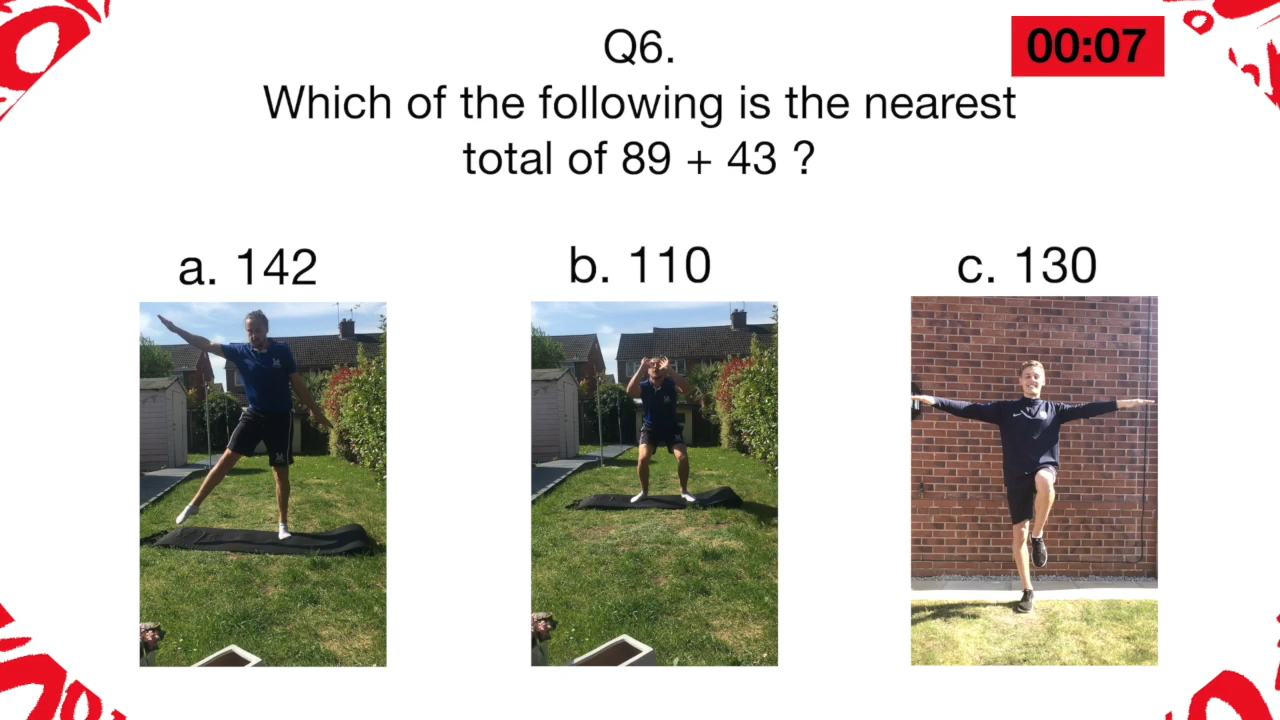 Q6.
00:07
Which of the following is the nearest
total of 89 + 43 ?
a. 142
b. 110
c. 130